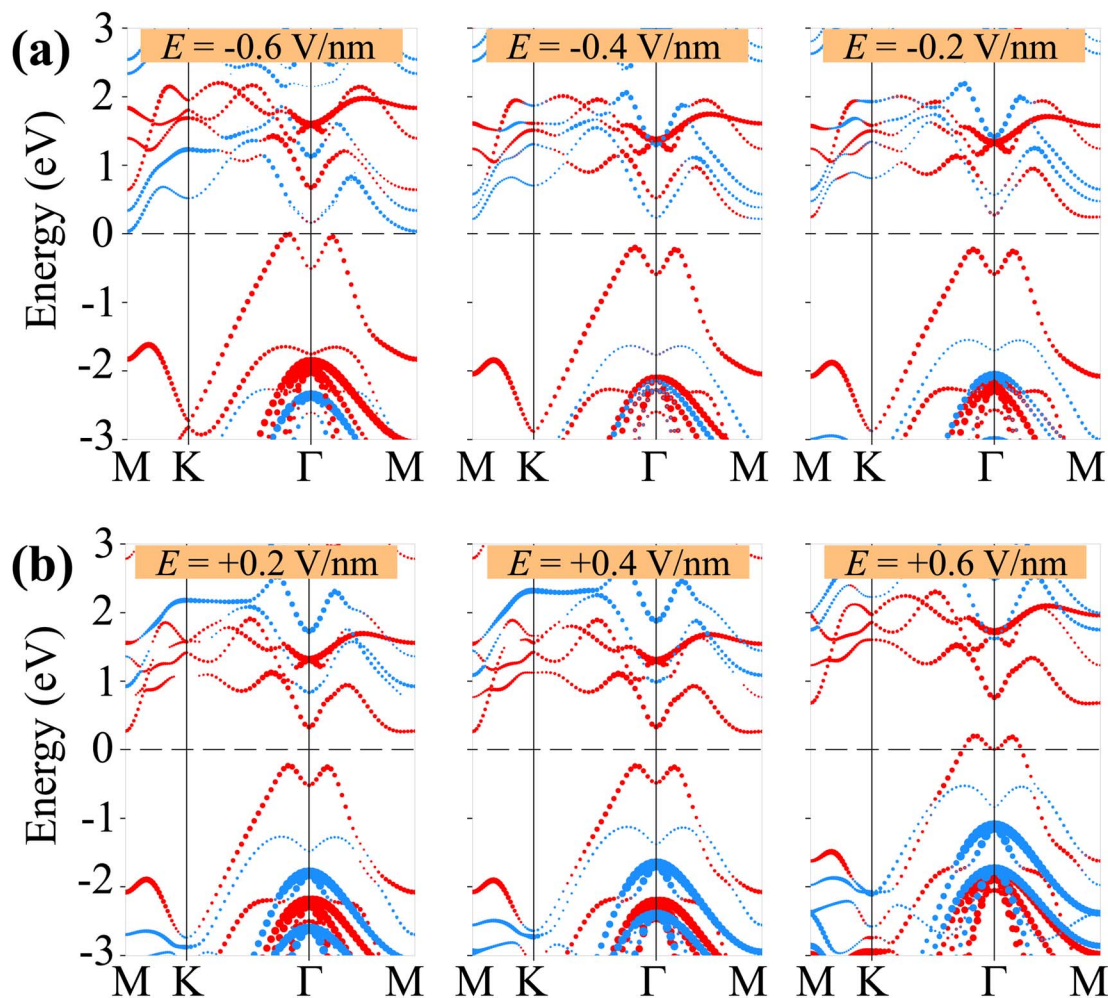 (a)
E = -0.6 V/nm
E = -0.4 V/nm
E = -0.2 V/nm
Energy (eV)
3
2
1
0
-1
-2
-3
M K Γ M
M K Γ M
M K Γ M
(b)
E = +0.2 V/nm
E = +0.4 V/nm
E = +0.6 V/nm
Energy (eV)
3
2
1
0
-1
-2
-3
M K Γ M
M K Γ M
M K Γ M